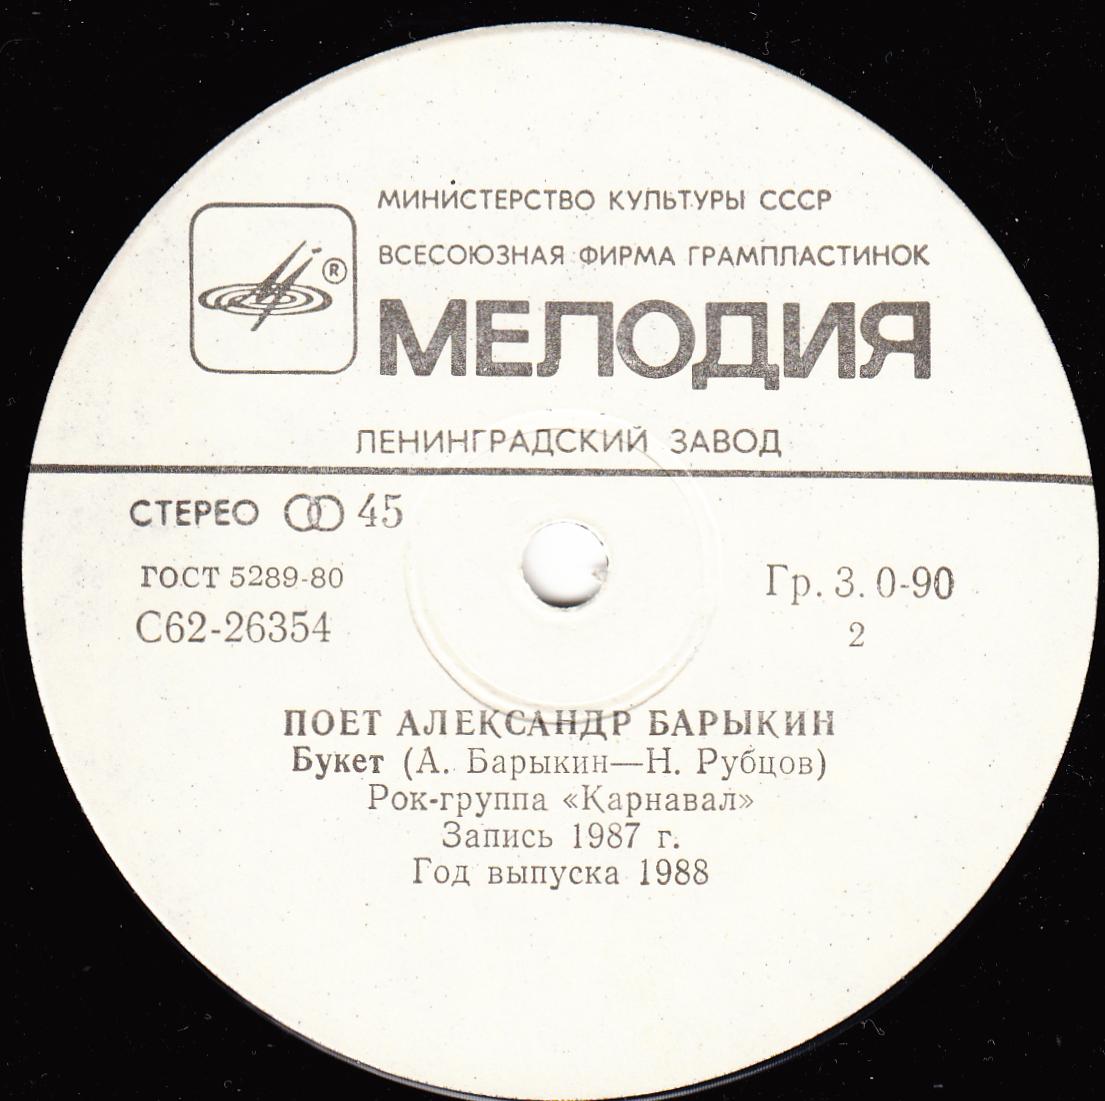 МИНИСТЕРСТВО КУЛЬТУРЫ СССР
ВСЕСОЮЗНАЯ ФИРМА ГРАМПЛАСТИНОК
®
МЕЛОДИЯ
ЛЕНИНГРАДСКИЙ ЗАВОД
СТЕРЕО 45
ГОСТ 5289-80
Гр. 3. 0-90
С62-26354
2
ПОЕТ АЛЕКСАНДР БАРЫКИН
Букет (А. Барыкин—Н. Рубцов)
Рок-группа «Карнавал»
Запись 1987 г.
Год выпуска 1988